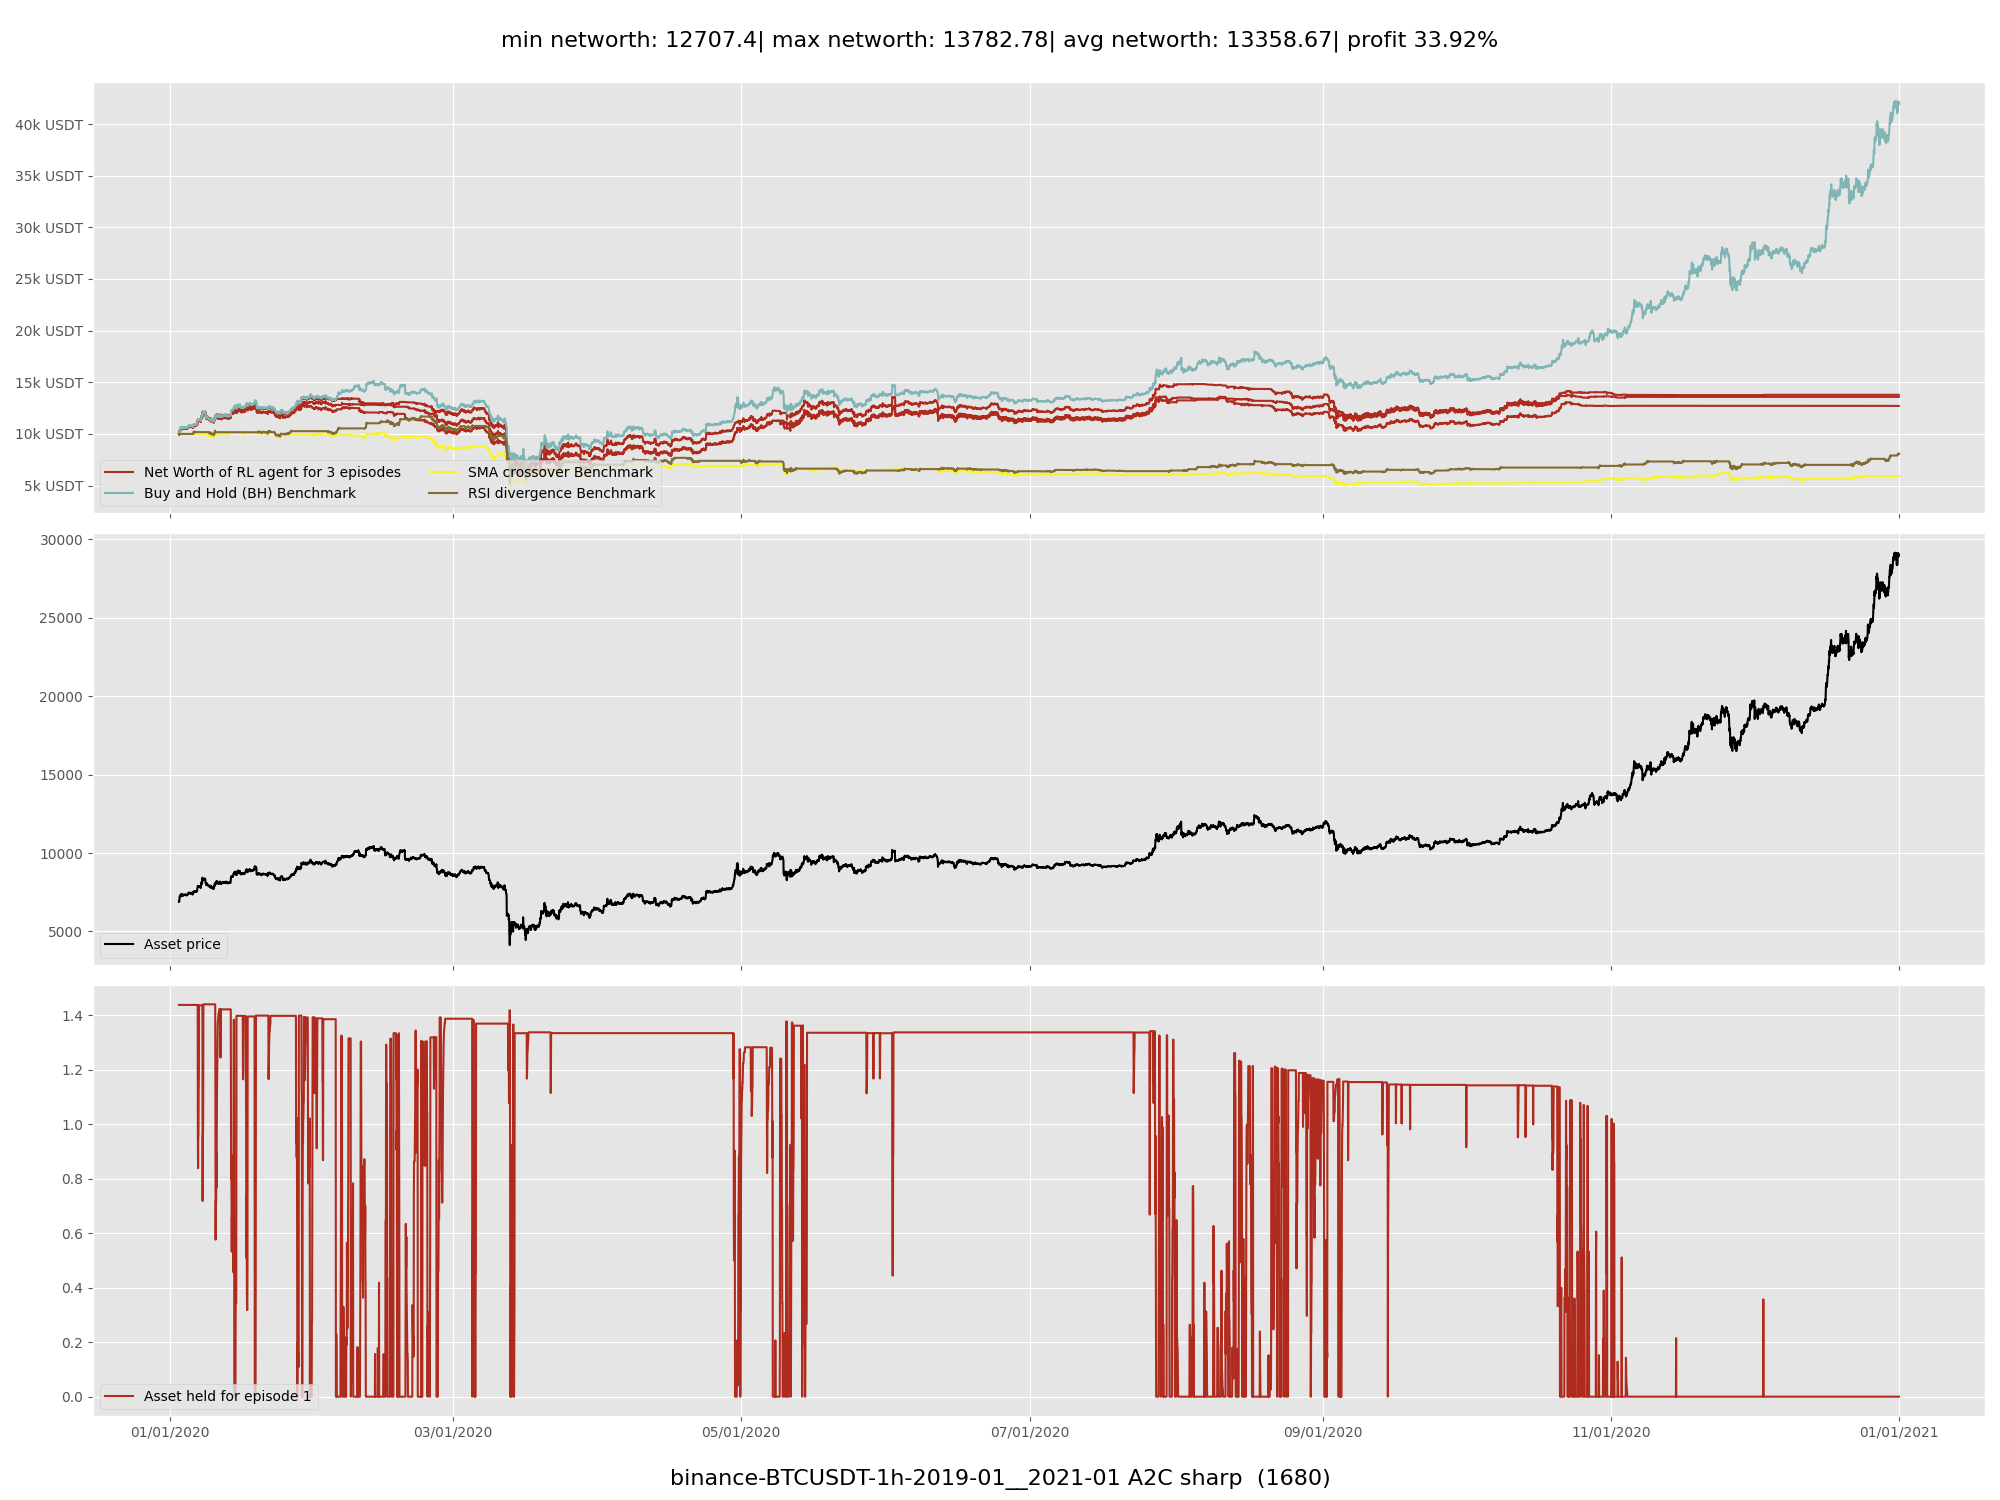 min networth: 12707.4| max networth: 13782.78| avg networth: 13358.67| profit 33.92%
40k USDT
35k USDT
30k USDT
25k USDT
20k USDT
15k USDT
10k USDT
5k USDT
Net Worth of RL agent for 3 episodes
Buy and Hold (BH) Benchmark
SMA crossover Benchmark
RSI divergence Benchmark
30000
25000
20000
15000
10000
5000
Asset price
1.4
1.2
1.0
0.8
0.6
0.4
0.2
0.0
Asset held for episode 1
01/01/2020 03/01/2020 05/01/2020 07/01/2020 09/01/2020 11/01/2020 01/01/2021
binance-BTCUSDT-1h-2019-01__2021-01 A2C sharp  (1680)